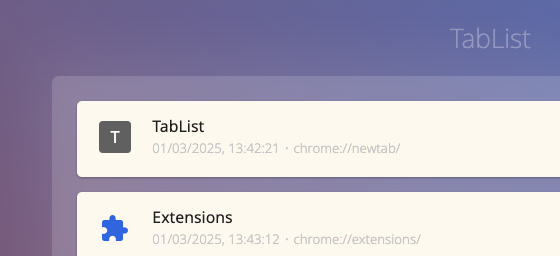 TabList
T
TabList
01/03/2025, 13:42:21 · chrome://newtab/
Extensions
01/03/2025, 13:43:12 · chrome://extensions/